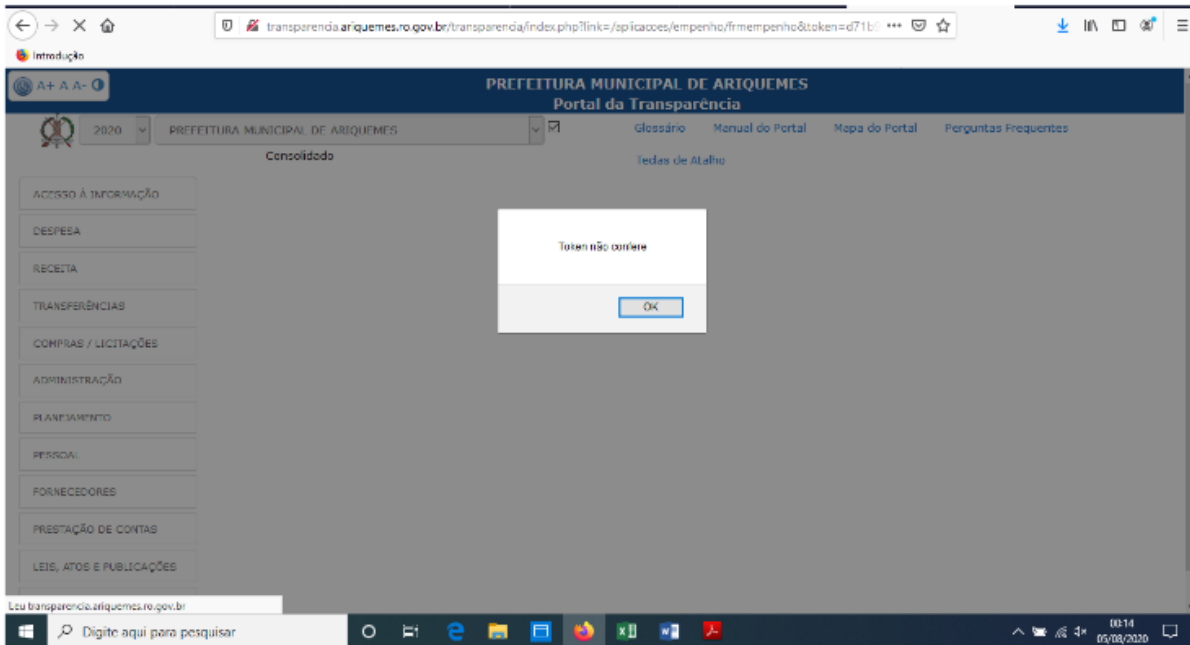 transparencia.ariquemes.ro.gov.br/transparencia/index.php?link=/aplicacoes/empenho/frmempenho&token=d71b
Introdução
A+ A A-
PREFEITURA MUNICIPAL DE ARIQUEMES
Portal da Transparência
2020 PREFEITURA MUNICIPAL DE ARIQUEMES Glossário Manual do Portal Mapa do Portal Perguntas Frequentes
Consolidado Teclas de Atalho
ACESSO À INFORMAÇÃO
DESPESA
RECEITA
TRANSFERÊNCIAS
COMPRAS / LICITAÇÕES
ADMINISTRAÇÃO
PLANEJAMENTO
PESSOAL
FORNECEDORES
PRESTAÇÃO DE CONTAS
LEIS, ATOS E PUBLICAÇÕES
Token não confere
OK
Leu transparencia.ariquemes.ro.gov.br
Digite aqui para pesquisar
00:14
05/08/2020